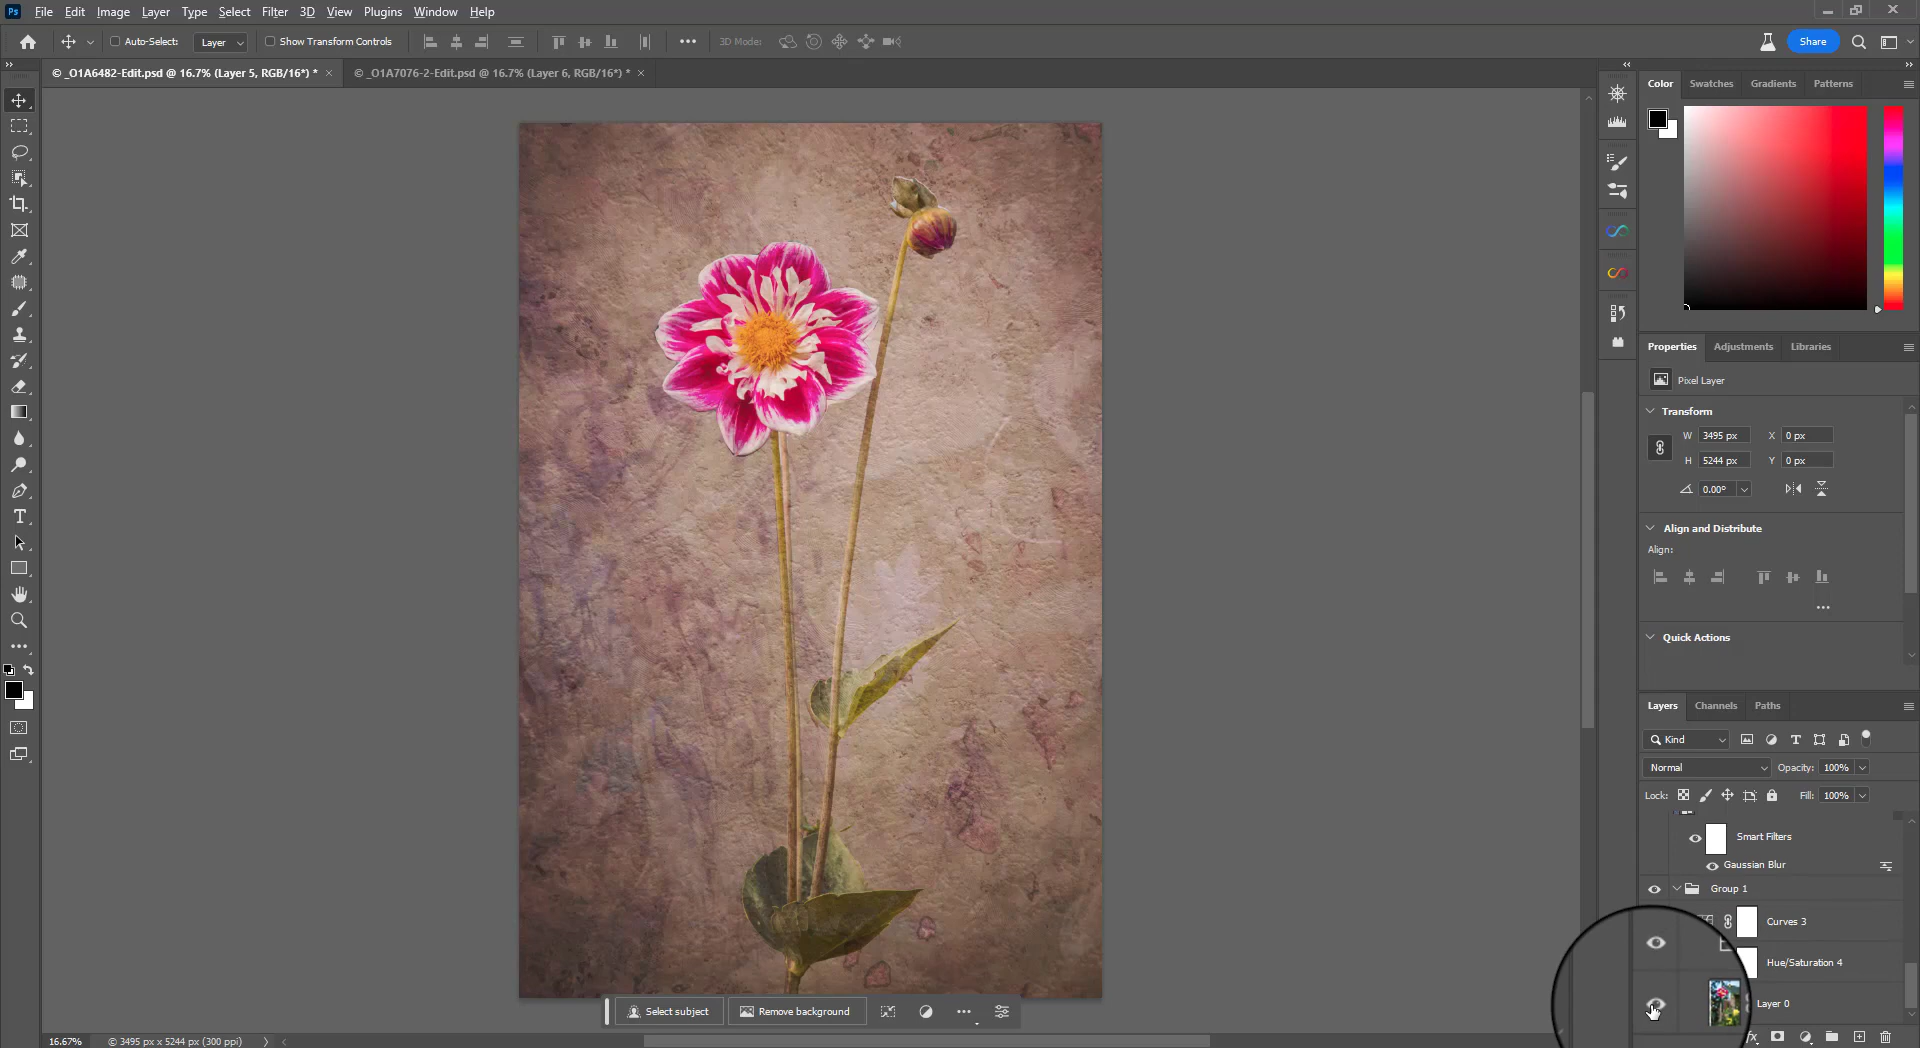 Ps File Edit Image Layer Type Select Filter 3D View Plugins Window Help
Auto-Select: Layer Show Transform Controls 3D Mode: Share
© _O1A6482-Edit.psd @ 16.7% (Layer 5, RGB/16*) * × © _O1A7076-2-Edit.psd @ 16.7% (Layer 6, RGB/16*) * ×
Color Swatches Gradients Patterns
Properties Adjustments Libraries
Pixel Layer
Transform
W 3495 px X 0 px
H 5244 px Y 0 px
0.00°
Align and Distribute
Align:
Quick Actions
Layers Channels Paths
Kind
Normal Opacity: 100%
Lock: Fill: 100%
Smart Filters
Gaussian Blur
Group 1
Curves 3
Hue/Saturation 4
Layer 0
Select subject Remove background
16.67% © 3495 px x 5244 px (300 ppi)